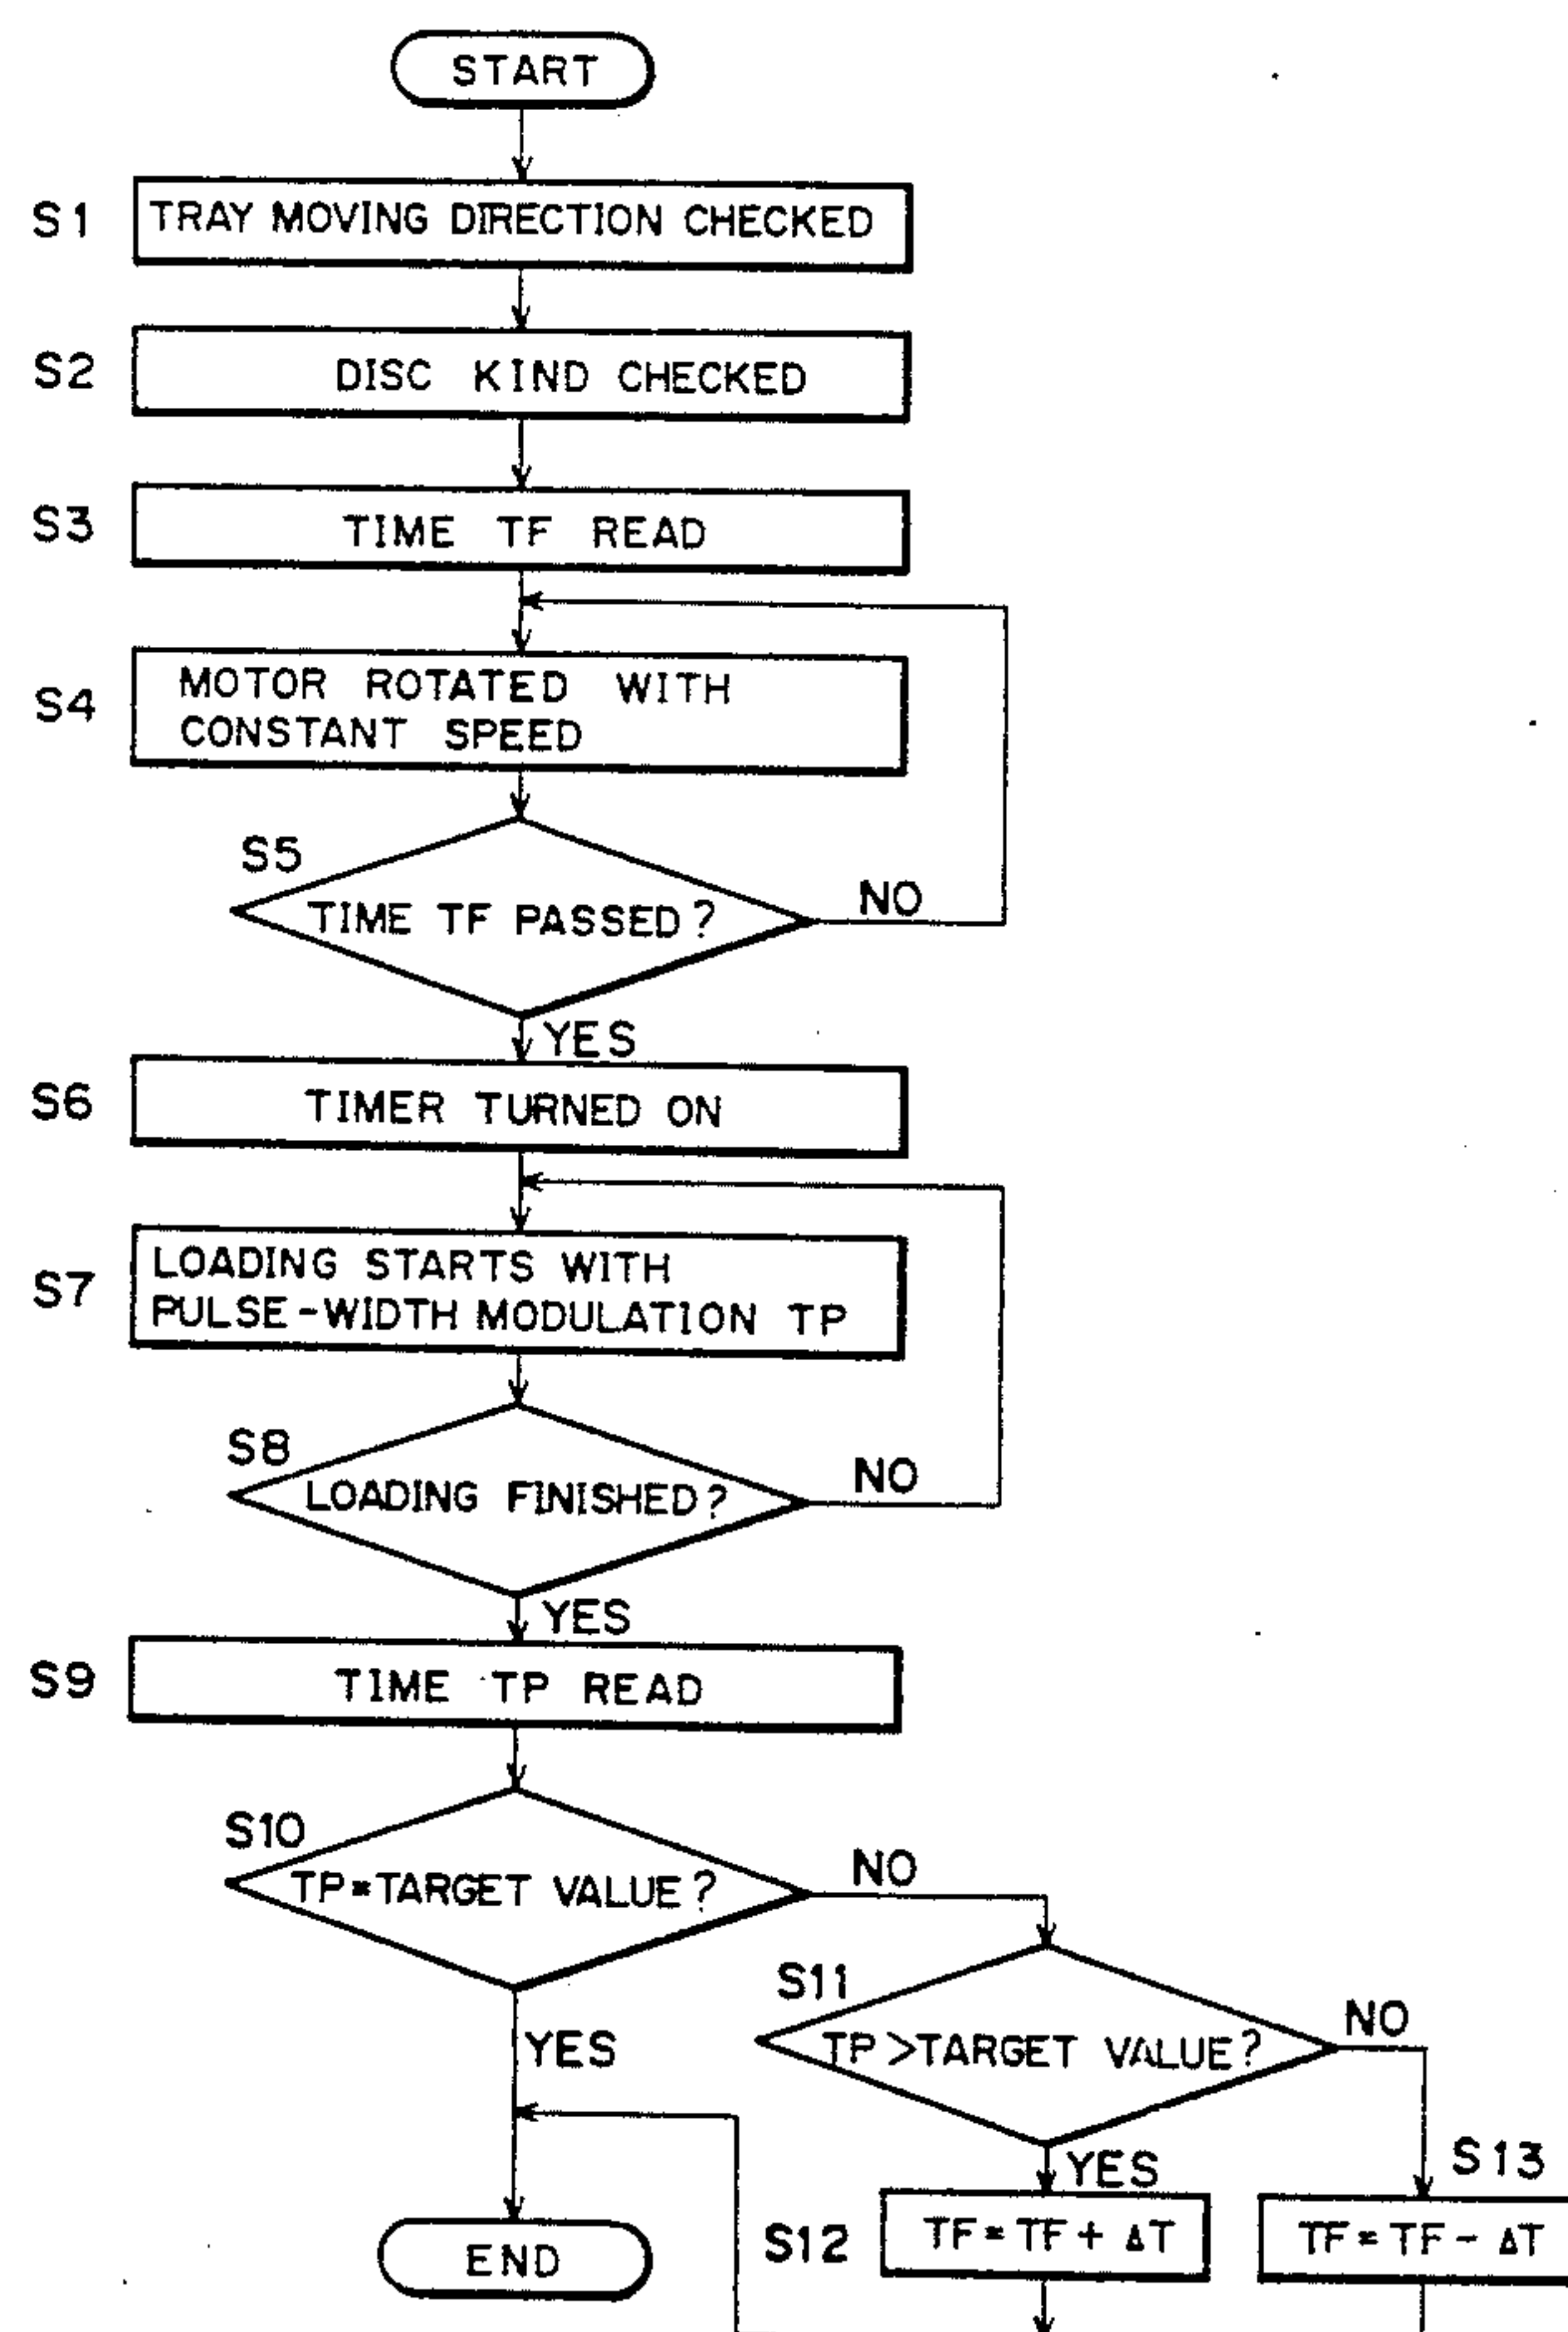 START
S1
TRAY MOVING DIRECTION CHECKED
S2
DISC KIND CHECKED
S3
TIME TF READ
S4
MOTOR ROTATED WITH
CONSTANT SPEED
S5
TIME TF PASSED?
NO
YES
S6
TIMER TURNED ON
S7
LOADING STARTS WITH
PULSE-WIDTH MODULATION TP
S8
LOADING FINISHED?
NO
YES
S9
TIME TP READ
S10
TP=TARGET VALUE?
NO
YES
S11
TP>TARGET VALUE?
NO
YES
S12
TF=TF+ΔT
S13
TF=TF-ΔT
END